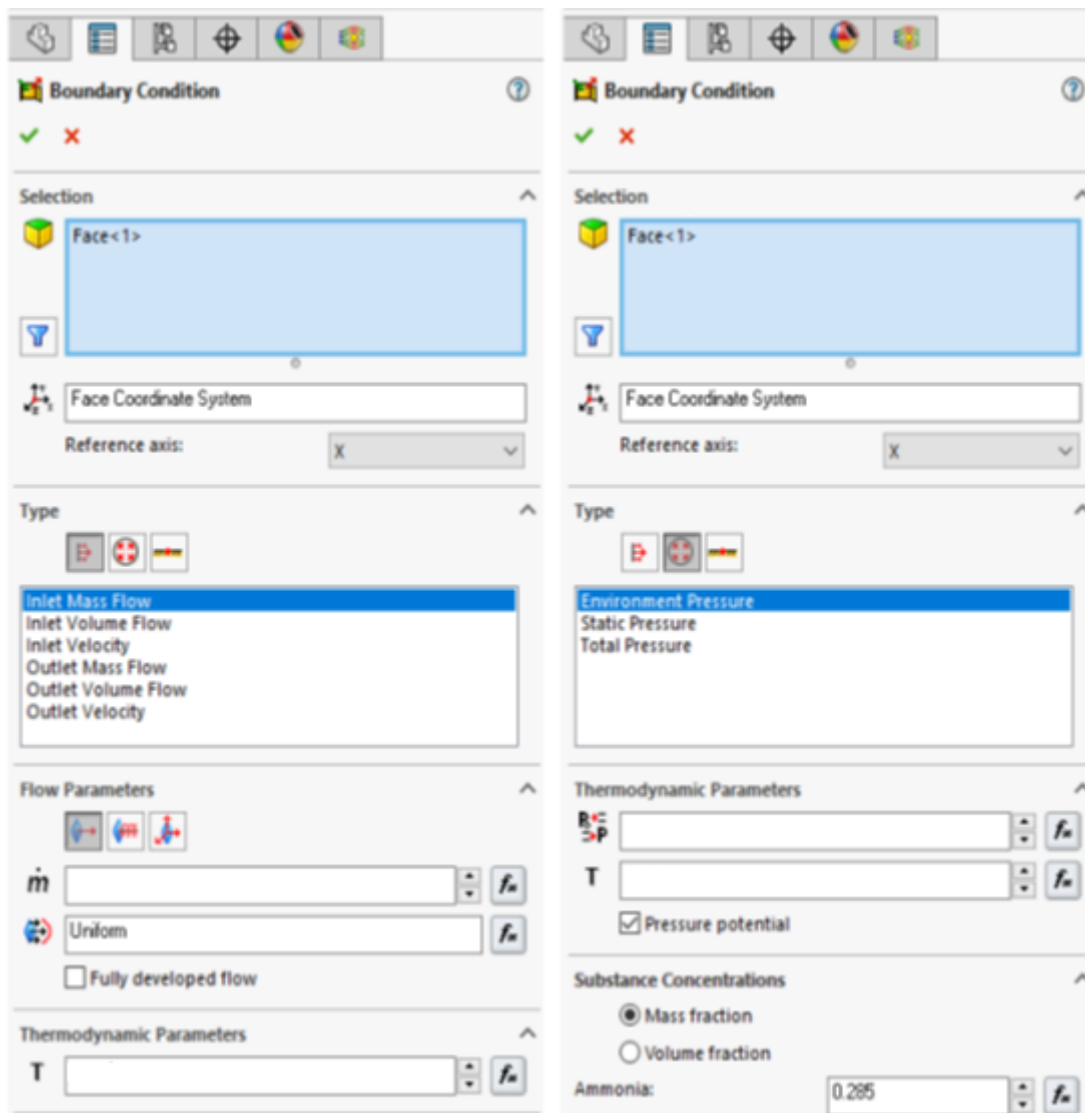 Boundary Condition
Selection
Face<1>
Face Coordinate System
Reference axis:
X
Type
Inlet Mass Flow
Inlet Volume Flow
Inlet Velocity
Outlet Mass Flow
Outlet Volume Flow
Outlet Velocity
Flow Parameters
ṁ
Uniform
Fully developed flow
Thermodynamic Parameters
T
Boundary Condition
Selection
Face<1>
Face Coordinate System
Reference axis:
X
Type
Environment Pressure
Static Pressure
Total Pressure
Thermodynamic Parameters
P
T
Pressure potential
Substance Concentrations
Mass fraction
Volume fraction
Ammonia: 0.285